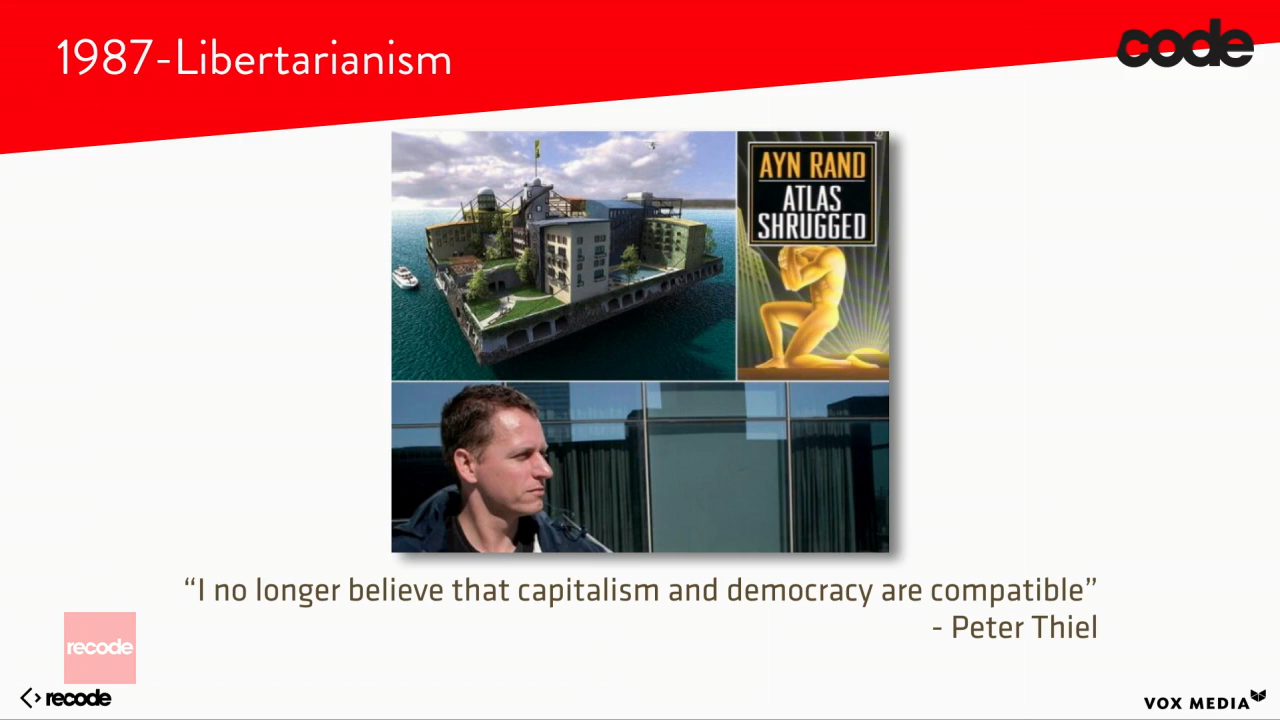 1987-Libertarianism
code
AYN RAND
ATLAS
SHRUGGED
“I no longer believe that capitalism and democracy are compatible”
- Peter Thiel
recode
<> recode
VOX MEDIA